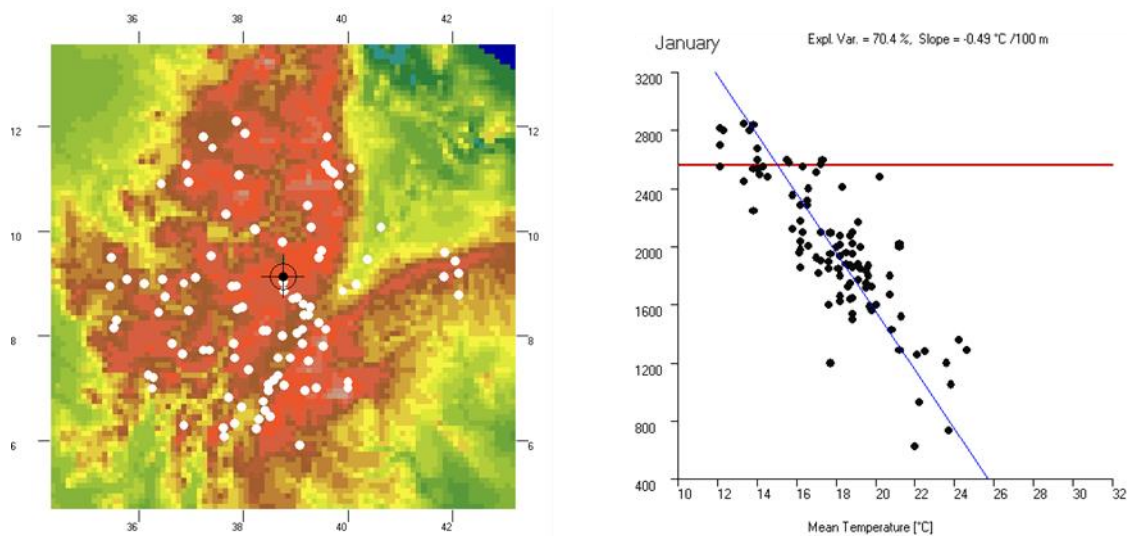 36 38 40 42
12 12
10 10
8 8
6 6
36 38 40 42
January
Expl. Var. = 70.4 %, Slope = -0.49 °C /100 m
3200
2800
2400
2000
1600
1200
800
400
10 12 14 16 18 20 22 24 26 28 30 32
Mean Temperature [°C]